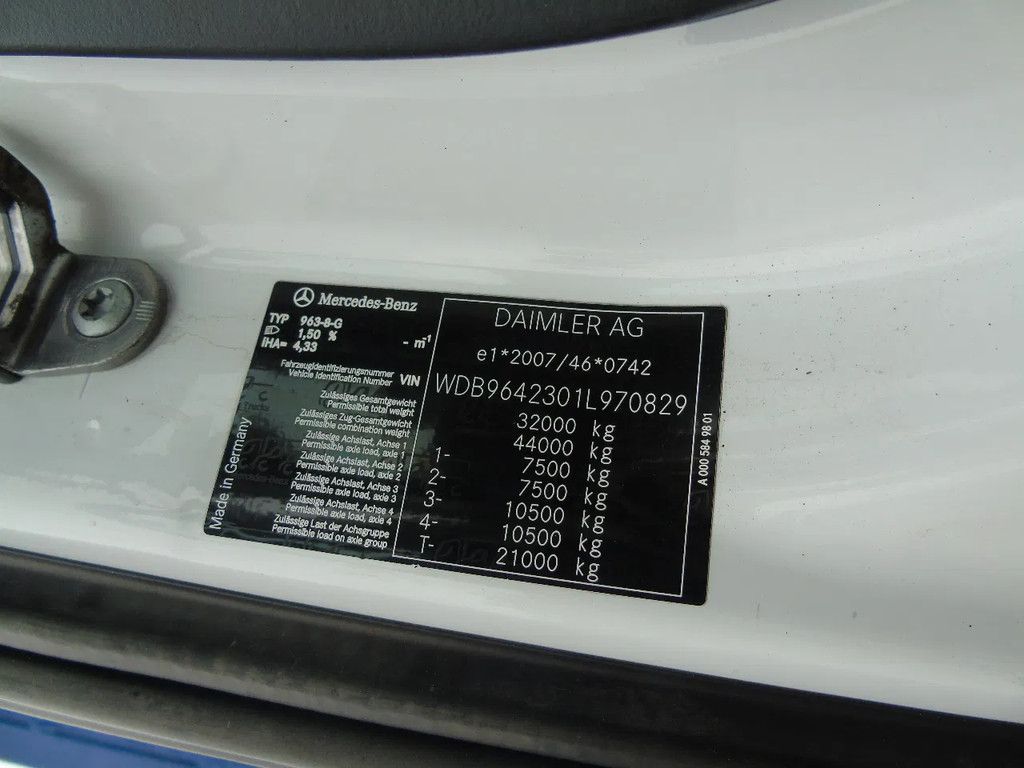 Mercedes-Benz
TYP 963-8-G
1,50 % - m⁻¹
IHA= 4,33
DAIMLER AG
e1*2007/46*0742
Fahrzeugidentifizierungsnummer
Vehicle Identification Number VIN WDB9642301L970829
Zulässiges Gesamtgewicht
Permissible total weight 32000 kg
Zulässiges Zug-Gesamtgewicht
Permissible combination weight 44000 kg
Zulässige Achslast, Achse 1
Permissible axle load, axle 1 1- 7500 kg
Zulässige Achslast, Achse 2
Permissible axle load, axle 2 2- 7500 kg
Zulässige Achslast, Achse 3
Permissible axle load, axle 3 3- 10500 kg
Zulässige Achslast, Achse 4
Permissible axle load, axle 4 4- 10500 kg
Zulässige Last der Achsgruppe
Permissible load on axle group T- 21000 kg
Made in Germany
A 000 584 98 01